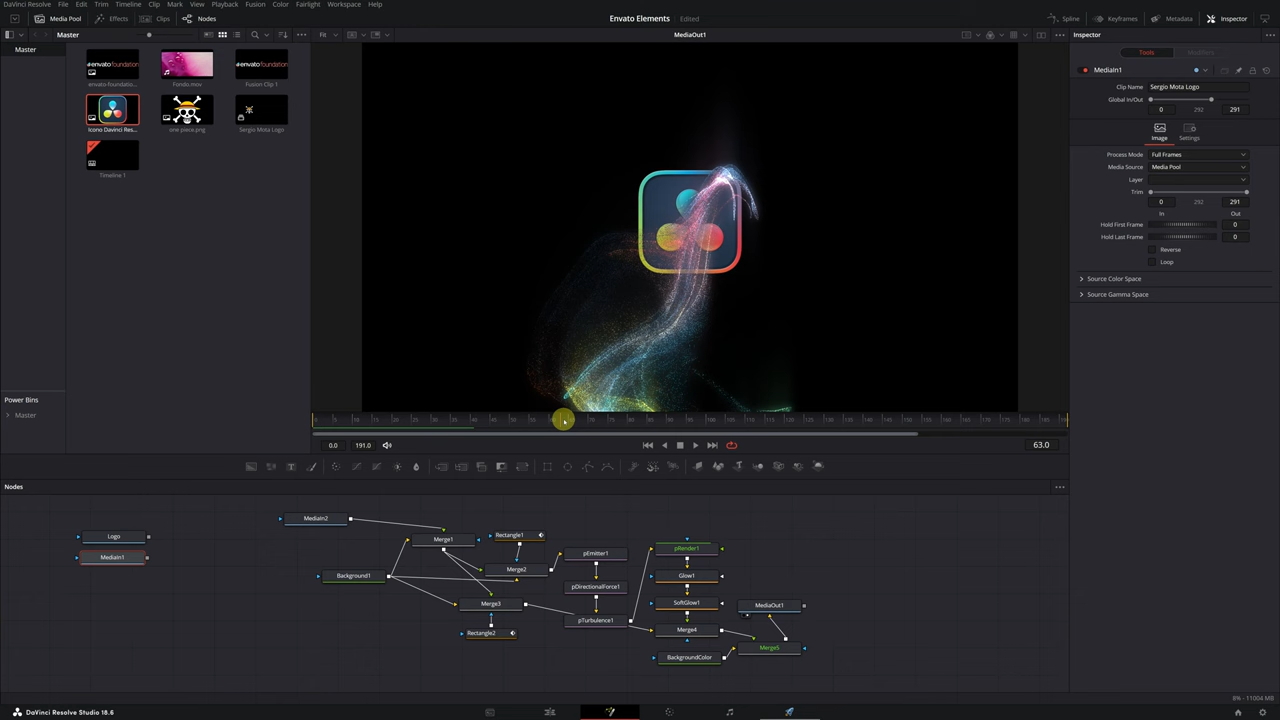 DaVinci Resolve File Edit Trim Timeline Clip Mark View Playback Fusion Color Fairlight Workspace Help
Media Pool Effects Clips Nodes Envato Elements Edited Spline Keyframes Metadata Inspector
Master Fit MediaOut1 Inspector
Master
Tools Modifiers
envato-foundatio... Fondo.mov Fusion Clip 1
Icono Davinci Res... one piece.png Sergio Mota Logo
Timeline 1
MediaIn1
Clip Name Sergio Mota Logo
Global In/Out
0 292 291
Image Settings
Process Mode Full Frames
Media Source Media Pool
Layer
Trim
0 292 291
In Out
Hold First Frame 0
Hold Last Frame 0
Reverse
Loop
Source Color Space
Source Gamma Space
Power Bins
Master
0.0 191.0 63.0
Nodes
MediaIn2
Logo
MediaIn1
Merge1
Rectangle1
Background1
Merge2
Merge3
Rectangle2
pEmitter1
pDirectionalForce1
pTurbulence1
pRender1
Glow1
SoftGlow1
Merge4
BackgroundColor
MediaOut1
Merge5
8% - 11004 MB
DaVinci Resolve Studio 18.6